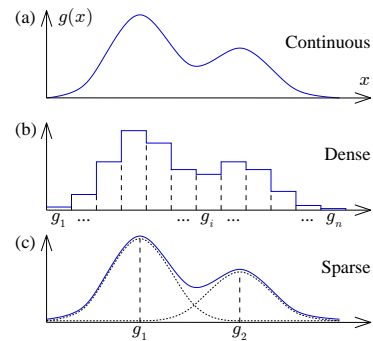 (a) g(x)
Continuous
x
(b)
Dense
g₁ ... ... gᵢ ... ... gₙ
(c)
Sparse
g₁ g₂